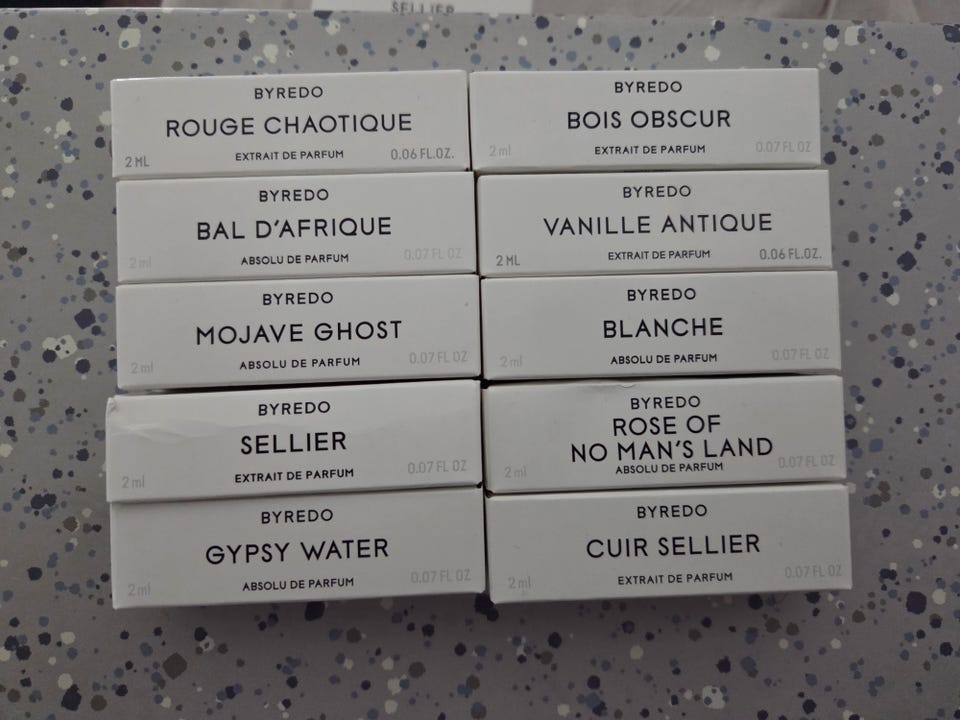 SELLIER
BYREDO
ROUGE CHAOTIQUE
2 ML EXTRAIT DE PARFUM 0.06 FL.OZ.
BYREDO
BOIS OBSCUR
2 ml EXTRAIT DE PARFUM 0.07 FL OZ
BYREDO
BAL D'AFRIQUE
2 ml ABSOLU DE PARFUM 0.07 FL OZ
BYREDO
VANILLE ANTIQUE
2 ML EXTRAIT DE PARFUM 0.06 FL.OZ.
BYREDO
MOJAVE GHOST
2 ml ABSOLU DE PARFUM 0.07 FL OZ
BYREDO
BLANCHE
2 ml ABSOLU DE PARFUM 0.07 FL OZ
BYREDO
SELLIER
EXTRAIT DE PARFUM 0.07 FL OZ
BYREDO
ROSE OF
NO MAN'S LAND
2 ml ABSOLU DE PARFUM 0.07 FL OZ
BYREDO
GYPSY WATER
2 ml ABSOLU DE PARFUM 0.07 FL OZ
BYREDO
CUIR SELLIER
2 ml EXTRAIT DE PARFUM 0.07 FL OZ